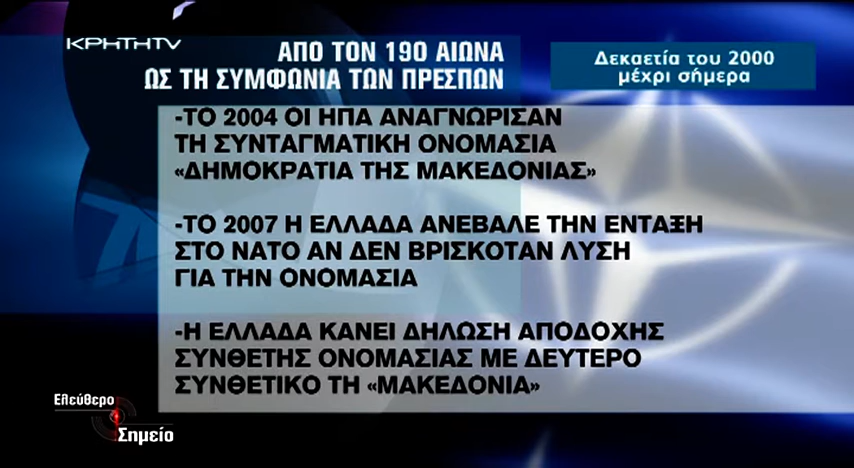 ΚΡΗΤΗTV
ΑΠΟ ΤΟΝ 19Ο ΑΙΩΝΑ
ΩΣ ΤΗ ΣΥΜΦΩΝΙΑ ΤΩΝ ΠΡΕΣΠΩΝ
Δεκαετία του 2000
μέχρι σήμερα
-ΤΟ 2004 ΟΙ ΗΠΑ ΑΝΑΓΝΩΡΙΣΑΝ
ΤΗ ΣΥΝΤΑΓΜΑΤΙΚΗ ΟΝΟΜΑΣΙΑ
«ΔΗΜΟΚΡΑΤΙΑ ΤΗΣ ΜΑΚΕΔΟΝΙΑΣ»
-ΤΟ 2007 Η ΕΛΛΑΔΑ ΑΝΕΒΑΛΕ ΤΗΝ ΕΝΤΑΞΗ
ΣΤΟ ΝΑΤΟ ΑΝ ΔΕΝ ΒΡΙΣΚΟΤΑΝ ΛΥΣΗ
ΓΙΑ ΤΗΝ ΟΝΟΜΑΣΙΑ
-Η ΕΛΛΑΔΑ ΚΑΝΕΙ ΔΗΛΩΣΗ ΑΠΟΔΟΧΗΣ
ΣΥΝΘΕΤΗΣ ΟΝΟΜΑΣΙΑΣ ΜΕ ΔΕΥΤΕΡΟ
ΣΥΝΘΕΤΙΚΟ ΤΗ «ΜΑΚΕΔΟΝΙΑ»
Ελεύθερο
Σημείο